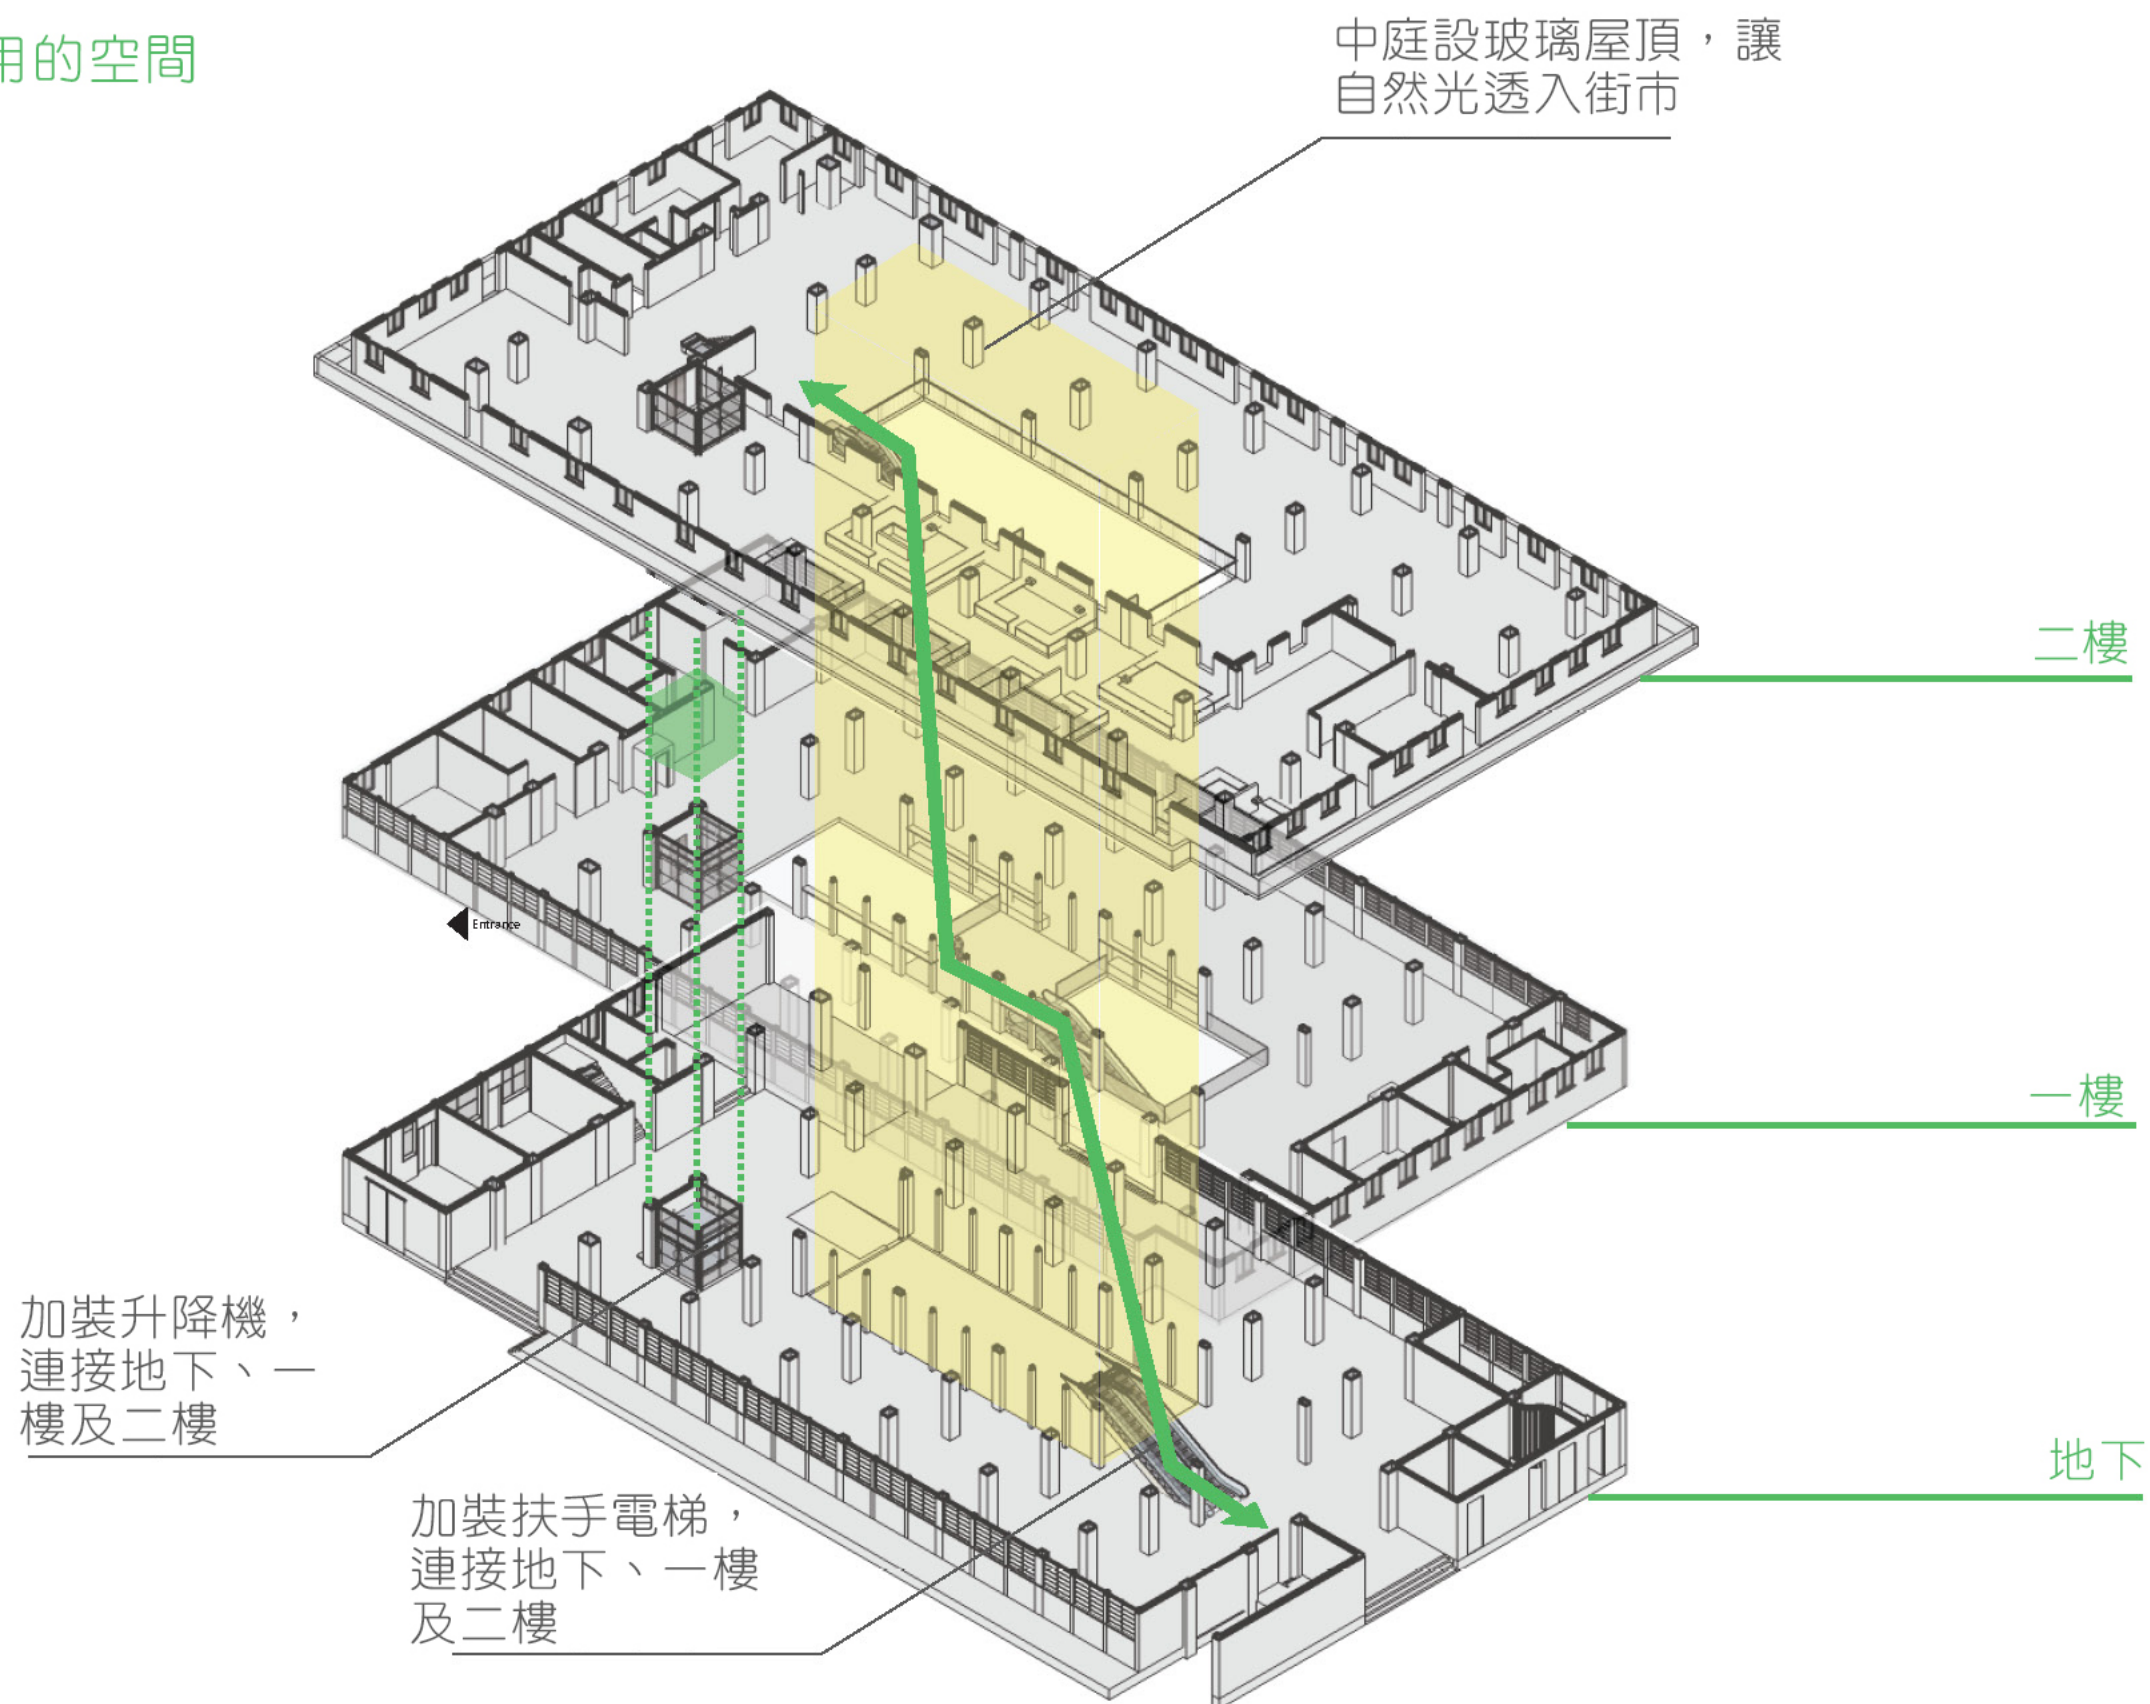 用的空間
中庭設玻璃屋頂，讓
自然光透入街市
二樓
Entrance
一樓
加裝升降機，
連接地下、一
樓及二樓
地下
加裝扶手電梯，
連接地下、一樓
及二樓